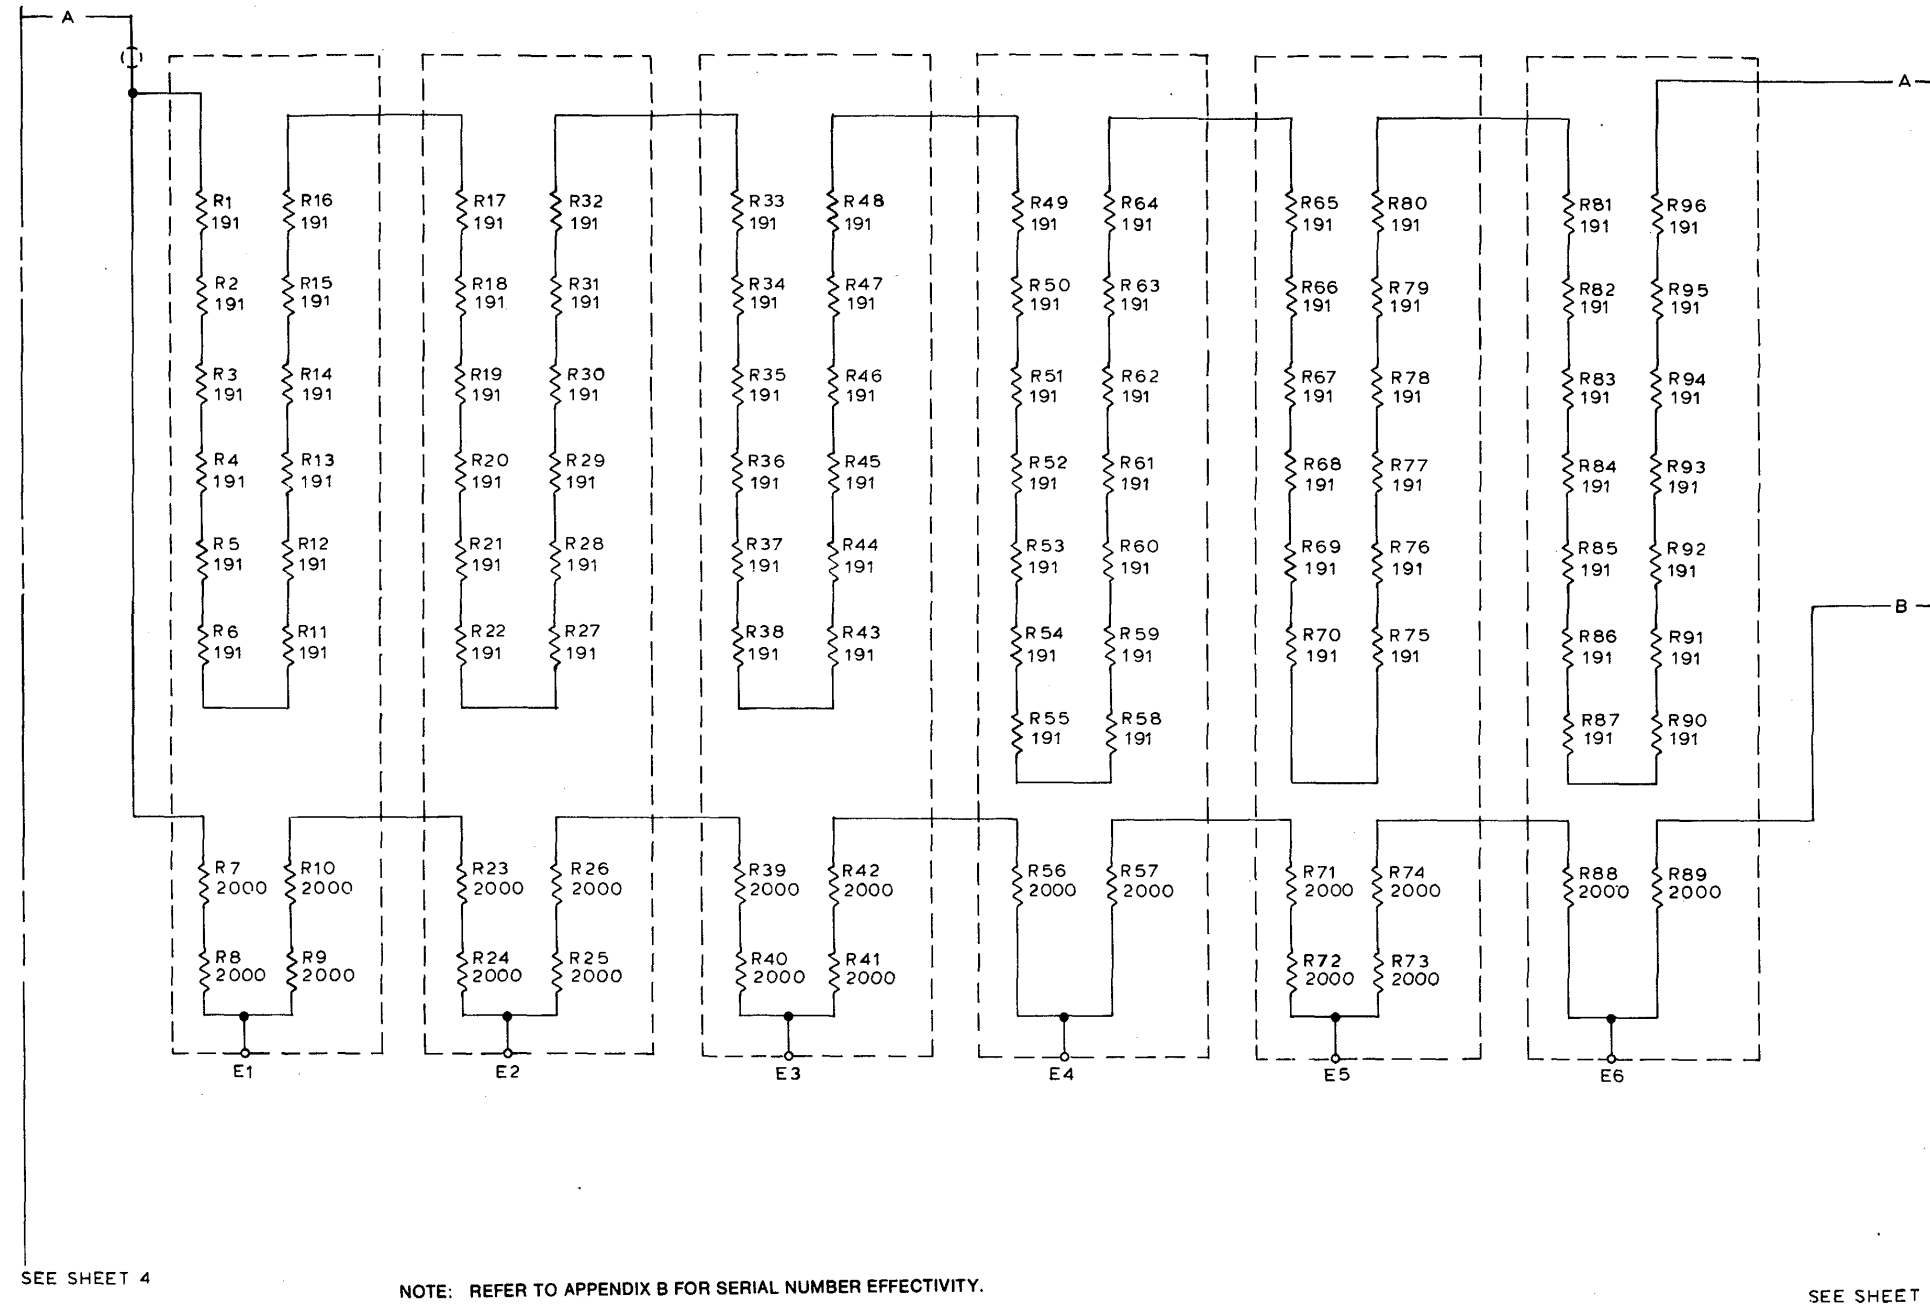 A
A
R1 R16 R17 R32 R33 R48 R49 R64 R65 R80 R81 R96
191 191 191 191 191 191 191 191 191 191 191 191
R2 R15 R18 R31 R34 R47 R50 R63 R66 R79 R82 R95
191 191 191 191 191 191 191 191 191 191 191 191
R3 R14 R19 R30 R35 R46 R51 R62 R67 R78 R83 R94
191 191 191 191 191 191 191 191 191 191 191 191
R4 R13 R20 R29 R36 R45 R52 R61 R68 R77 R84 R93
191 191 191 191 191 191 191 191 191 191 191 191
R5 R12 R21 R28 R37 R44 R53 R60 R69 R76 R85 R92
191 191 191 191 191 191 191 191 191 191 191 191
B
R6 R11 R22 R27 R38 R43 R54 R59 R70 R75 R86 R91
191 191 191 191 191 191 191 191 191 191 191 191
R55 R58 R87 R90
191 191 191 191
R7 R10 R23 R26 R39 R42 R56 R57 R71 R74 R88 R89
2000 2000 2000 2000 2000 2000 2000 2000 2000 2000 2000 2000
R8 R9 R24 R25 R40 R41 R72 R73
2000 2000 2000 2000 2000 2000 2000 2000
E1 E2 E3 E4 E5 E6
SEE SHEET 4
NOTE: REFER TO APPENDIX B FOR SERIAL NUMBER EFFECTIVITY.
SEE SHEET